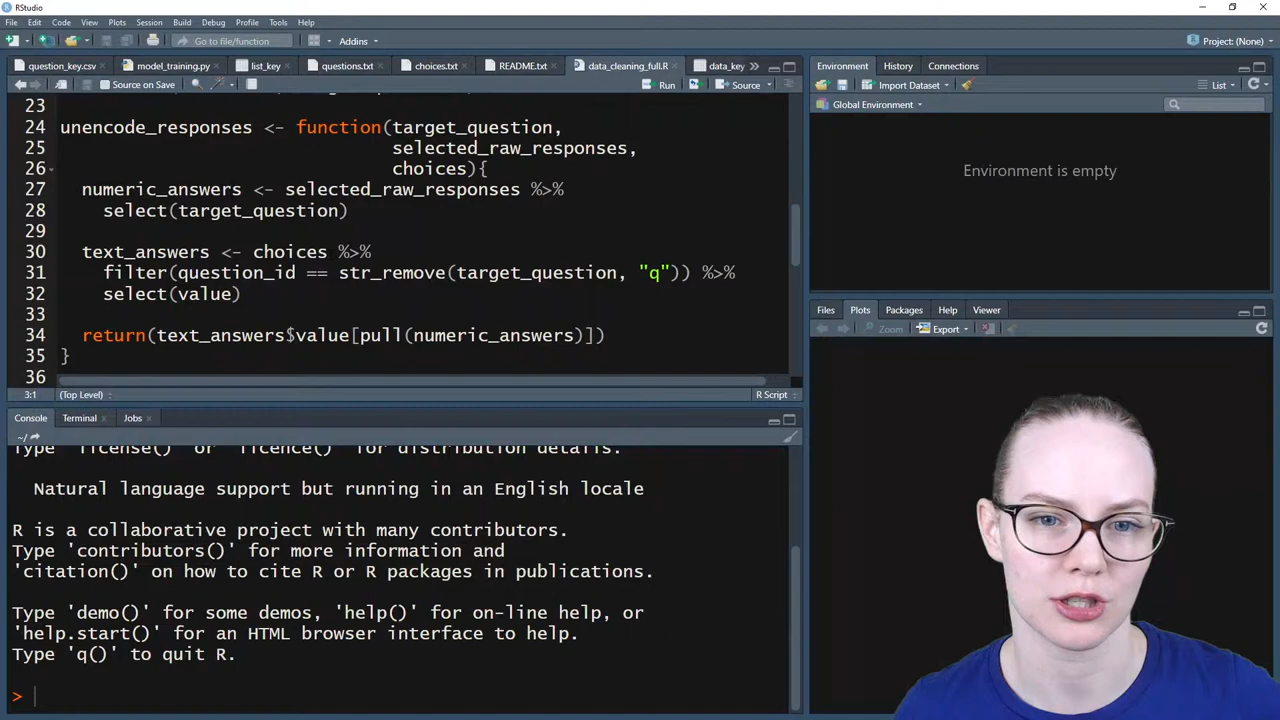 RStudio
File Edit Code View Plots Session Build Debug Profile Tools Help
Go to file/function Addins Project: (None)
question_key.csv model_training.py list_key questions.txt choices.txt README.txt data_cleaning_full.R data_key
Source on Save Run Source
23
24 unencode_responses <- function(target_question,
25 selected_raw_responses,
26 choices){
27 numeric_answers <- selected_raw_responses %>%
28 select(target_question)
29
30 text_answers <- choices %>%
31 filter(question_id == str_remove(target_question, "q")) %>%
32 select(value)
33
34 return(text_answers$value[pull(numeric_answers)])
35 }
36
3:1 (Top Level) R Script
Console Terminal Jobs
~/
Type 'license()' or 'licence()' for distribution details.
Natural language support but running in an English locale
R is a collaborative project with many contributors.
Type 'contributors()' for more information and
'citation()' on how to cite R or R packages in publications.
Type 'demo()' for some demos, 'help()' for on-line help, or
'help.start()' for an HTML browser interface to help.
Type 'q()' to quit R.
>
Environment History Connections
Import Dataset List
Global Environment
Environment is empty
Files Plots Packages Help Viewer
Zoom Export